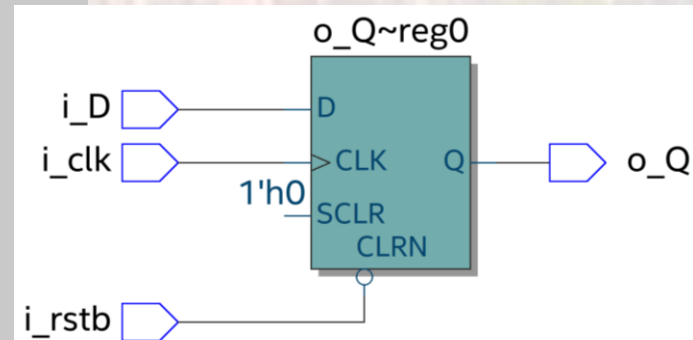 o_Q~reg0
i_D
D
i_clk
CLK
Q
o_Q
1'h0
SCLR
CLRN
i_rstb